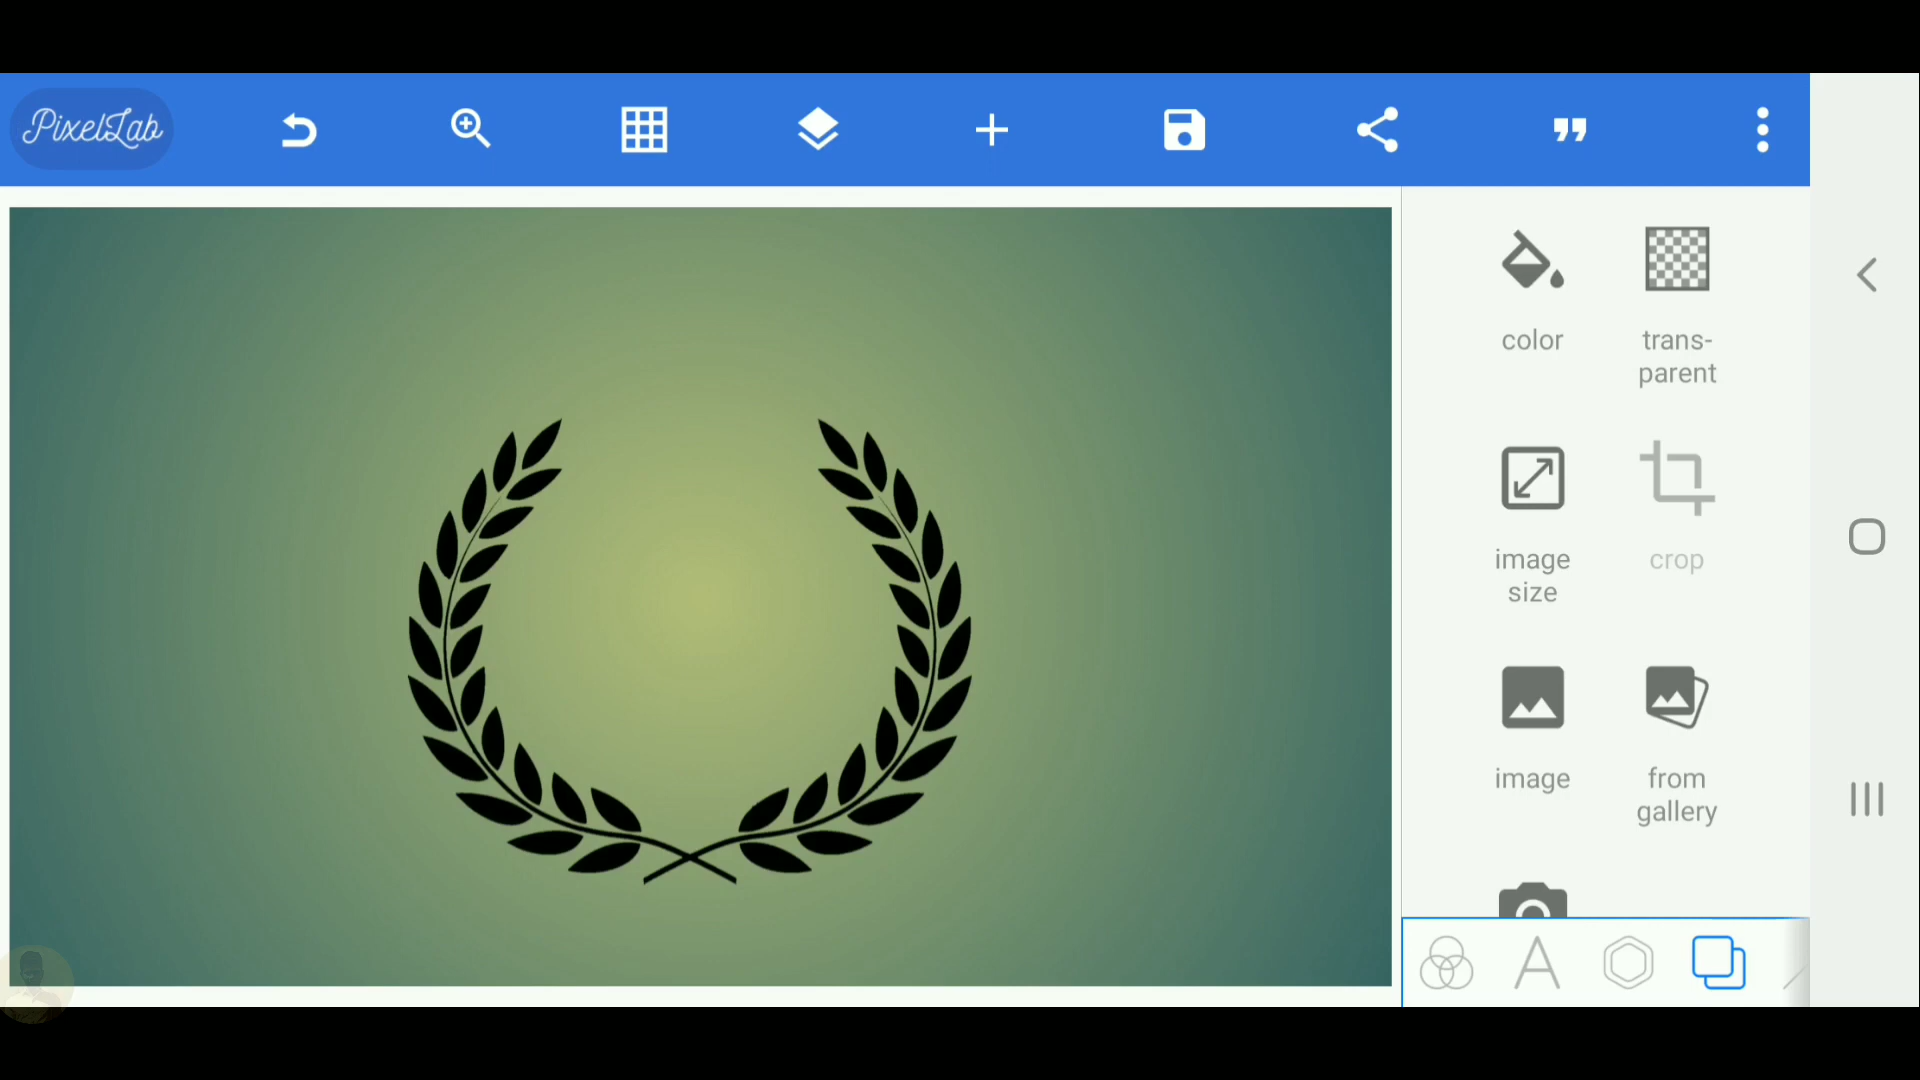 PixelLab
color
trans-
parent
image
size
crop
image
from
gallery